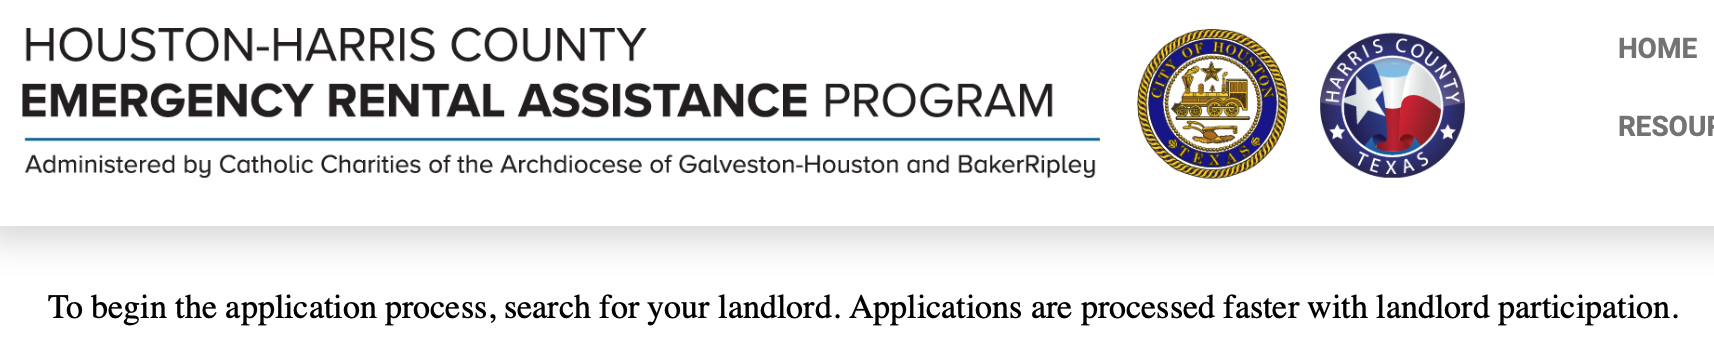 HOUSTON-HARRIS COUNTY
EMERGENCY RENTAL ASSISTANCE PROGRAM
Administered by Catholic Charities of the Archdiocese of Galveston-Houston and BakerRipley
CITY OF HOUSTON
TEXAS
HARRIS COUNTY
TEXAS
HOME
To begin the application process, search for your landlord. Applications are processed faster with landlord participation.